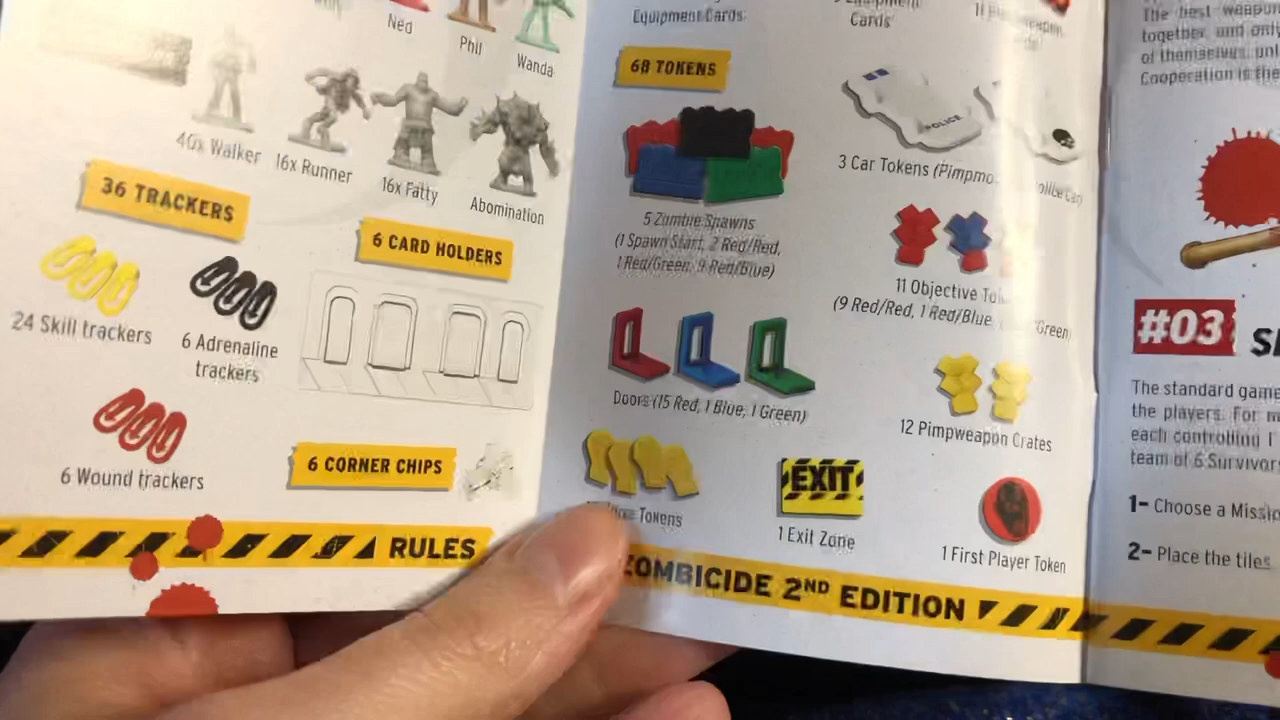 Ned
Phil
Wanda
40x Walker
16x Runner
16x Fatty
Abomination
36 TRACKERS
24 Skill trackers
6 Adrenaline
trackers
6 Wound trackers
6 CARD HOLDERS
6 CORNER CHIPS
RULES
Equipment Cards
Cards
68 TOKENS
5 Zombie Spawns
(1 Spawn Start, 2 Red/Red,
1 Red/Green, Red/Blue)
Doors (15 Red, 1 Blue, 1 Green)
Tokens
POLICE
3 Car Tokens
11 Objective
(9 Red/Red, 1 Red/Blue, Green)
12 Pimpweapon Crates
EXIT
1 Exit Zone
1 First Player Token
ZOMBICIDE 2ND EDITION
The best
together, and only
of themselves
Cooperation is the
#03
The standard game
the players. For
each controlling 1
team of 6 Survivors
1- Choose a
2- Place the tiles